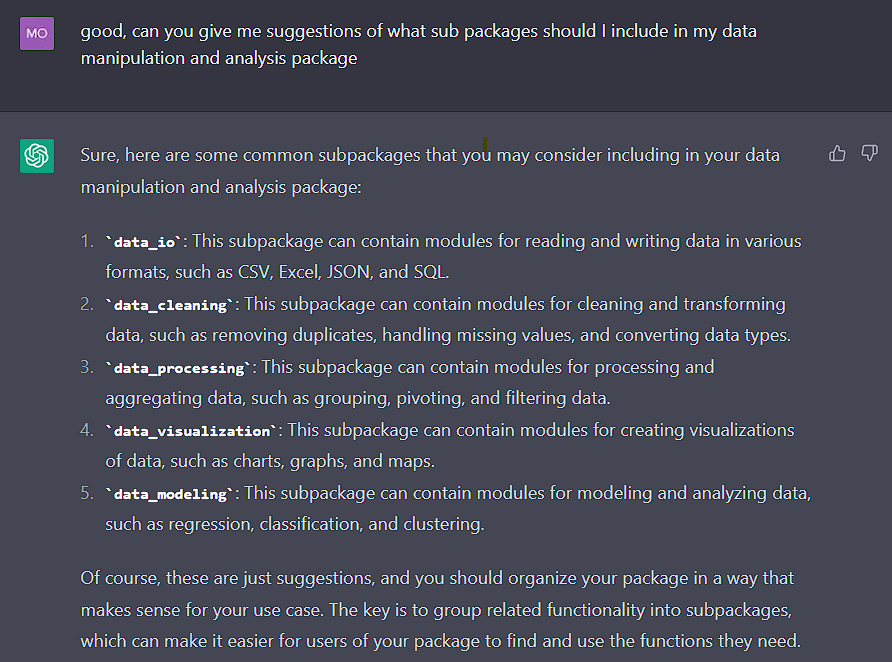 MO
good, can you give me suggestions of what sub packages should I include in my data
manipulation and analysis package
Sure, here are some common subpackages that you may consider including in your data
manipulation and analysis package:
1. `data_io`: This subpackage can contain modules for reading and writing data in various
formats, such as CSV, Excel, JSON, and SQL.
2. `data_cleaning`: This subpackage can contain modules for cleaning and transforming
data, such as removing duplicates, handling missing values, and converting data types.
3. `data_processing`: This subpackage can contain modules for processing and
aggregating data, such as grouping, pivoting, and filtering data.
4. `data_visualization`: This subpackage can contain modules for creating visualizations
of data, such as charts, graphs, and maps.
5. `data_modeling`: This subpackage can contain modules for modeling and analyzing data,
such as regression, classification, and clustering.
Of course, these are just suggestions, and you should organize your package in a way that
makes sense for your use case. The key is to group related functionality into subpackages,
which can make it easier for users of your package to find and use the functions they need.